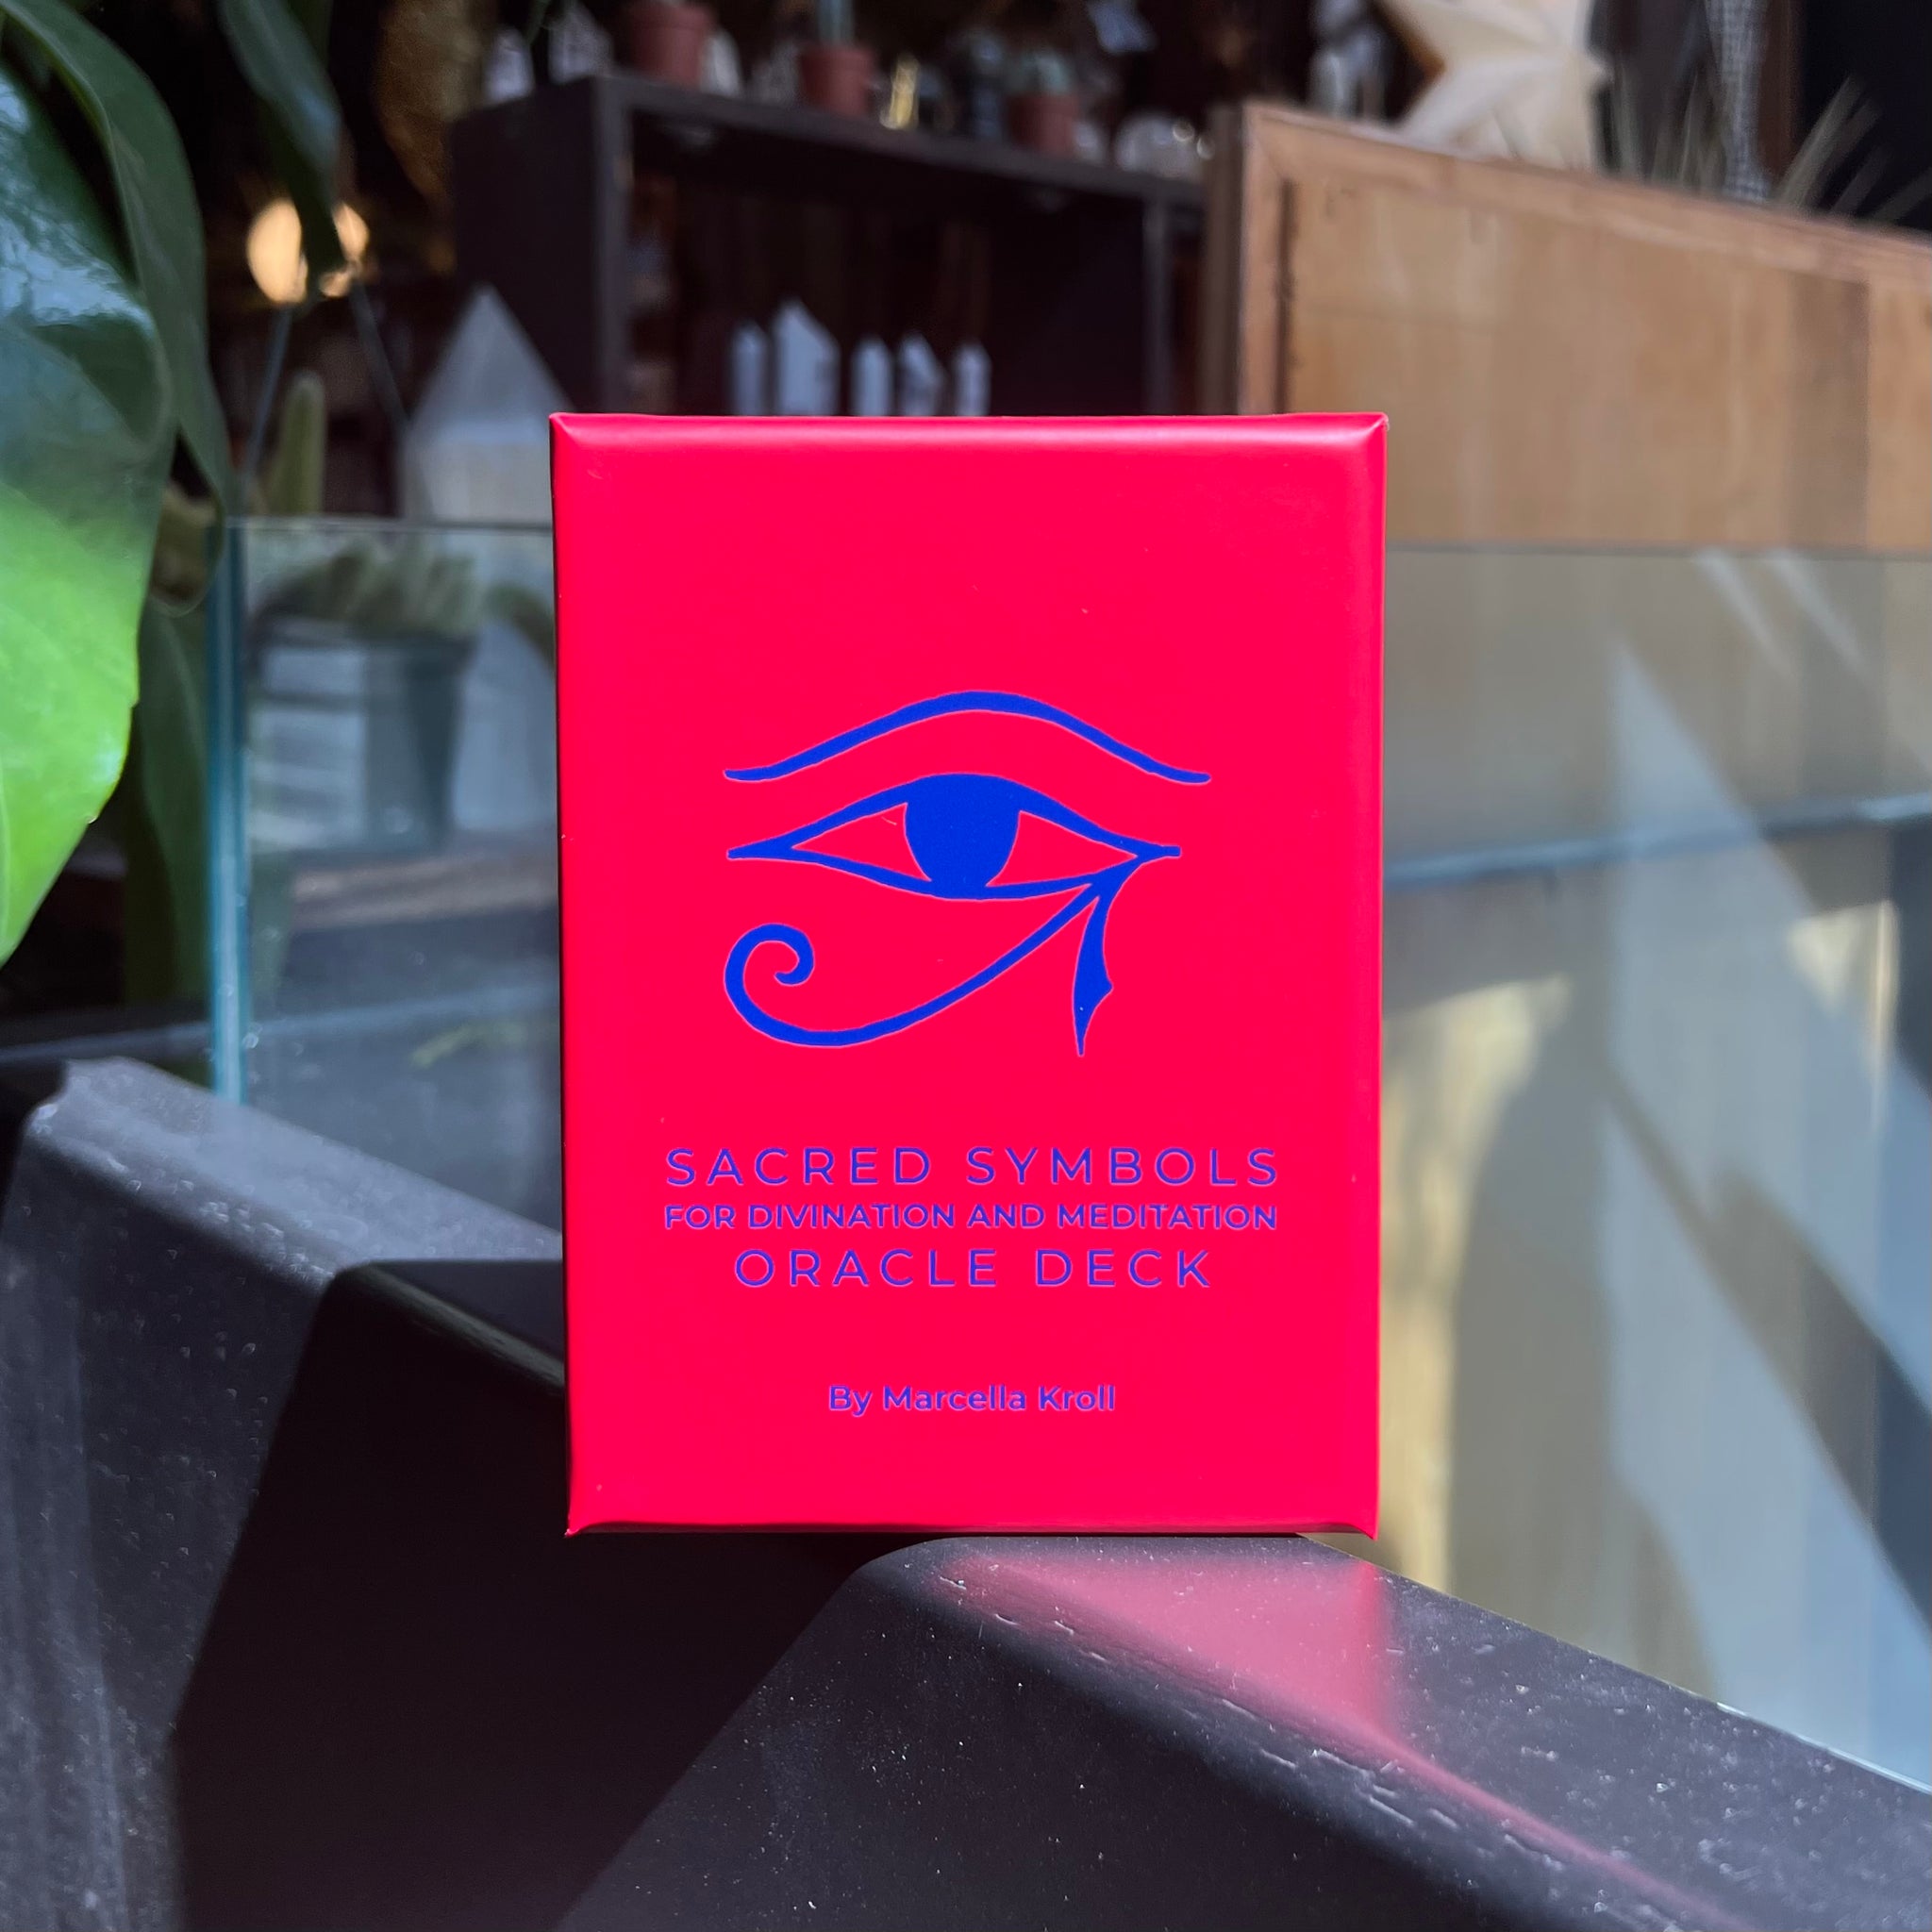 SACRED SYMBOLS
FOR DIVINATION AND MEDITATION
ORACLE DECK
By Marcella Kroll